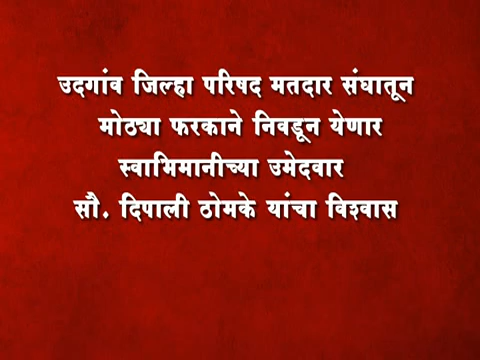 उदगांव जिल्हा परिषद मतदार संघातून
मोठ्या फरकाने निवडून येणार
स्वाभिमानीच्या उमेदवार
सौ. दिपाली ठोमके यांचा विश्वास